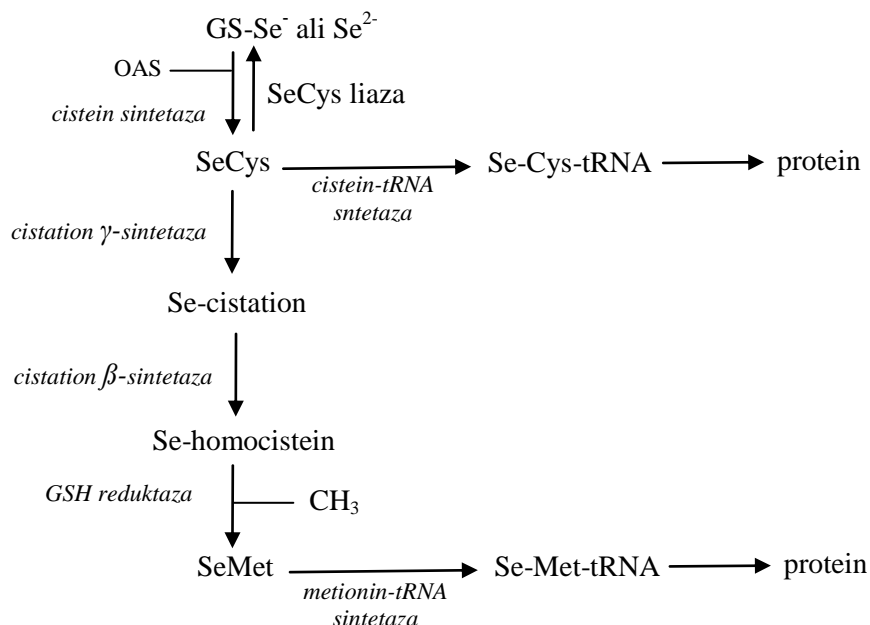 GS-Se⁻ ali Se²⁻
OAS
SeCys liaza
cistein sintetaza
SeCys
Se-Cys-tRNA
protein
cistein-tRNA
sntetaza
cistation γ-sintetaza
Se-cistation
cistation β-sintetaza
Se-homocistein
GSH reduktaza
CH₃
SeMet
Se-Met-tRNA
protein
metionin-tRNA
sintetaza